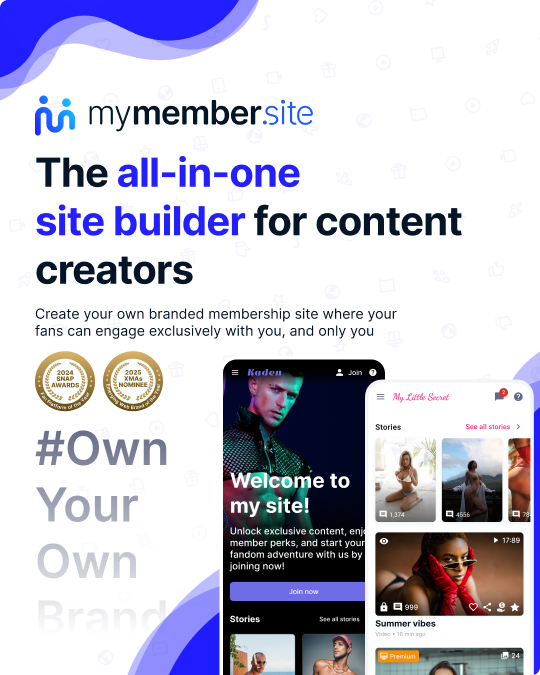 mymember.site
The all-in-one
site builder for content
creators
Create your own branded membership site where your
fans can engage exclusively with you, and only you
2024
SNAP
AWARDS
2025
XMAs
NOMINEE
#Own
Your
Own
Brand
Kaden
Join
Welcome to
my site!
Unlock exclusive content, enjo
member perks, and start your
fandom adventure with us by
joining now!
Join now
Stories
See all stories
My Little Secret
2
Stories
See all stories
1,374
4556
78
17:89
999
Summer vibes
Video • 16 min ago
Premium
24